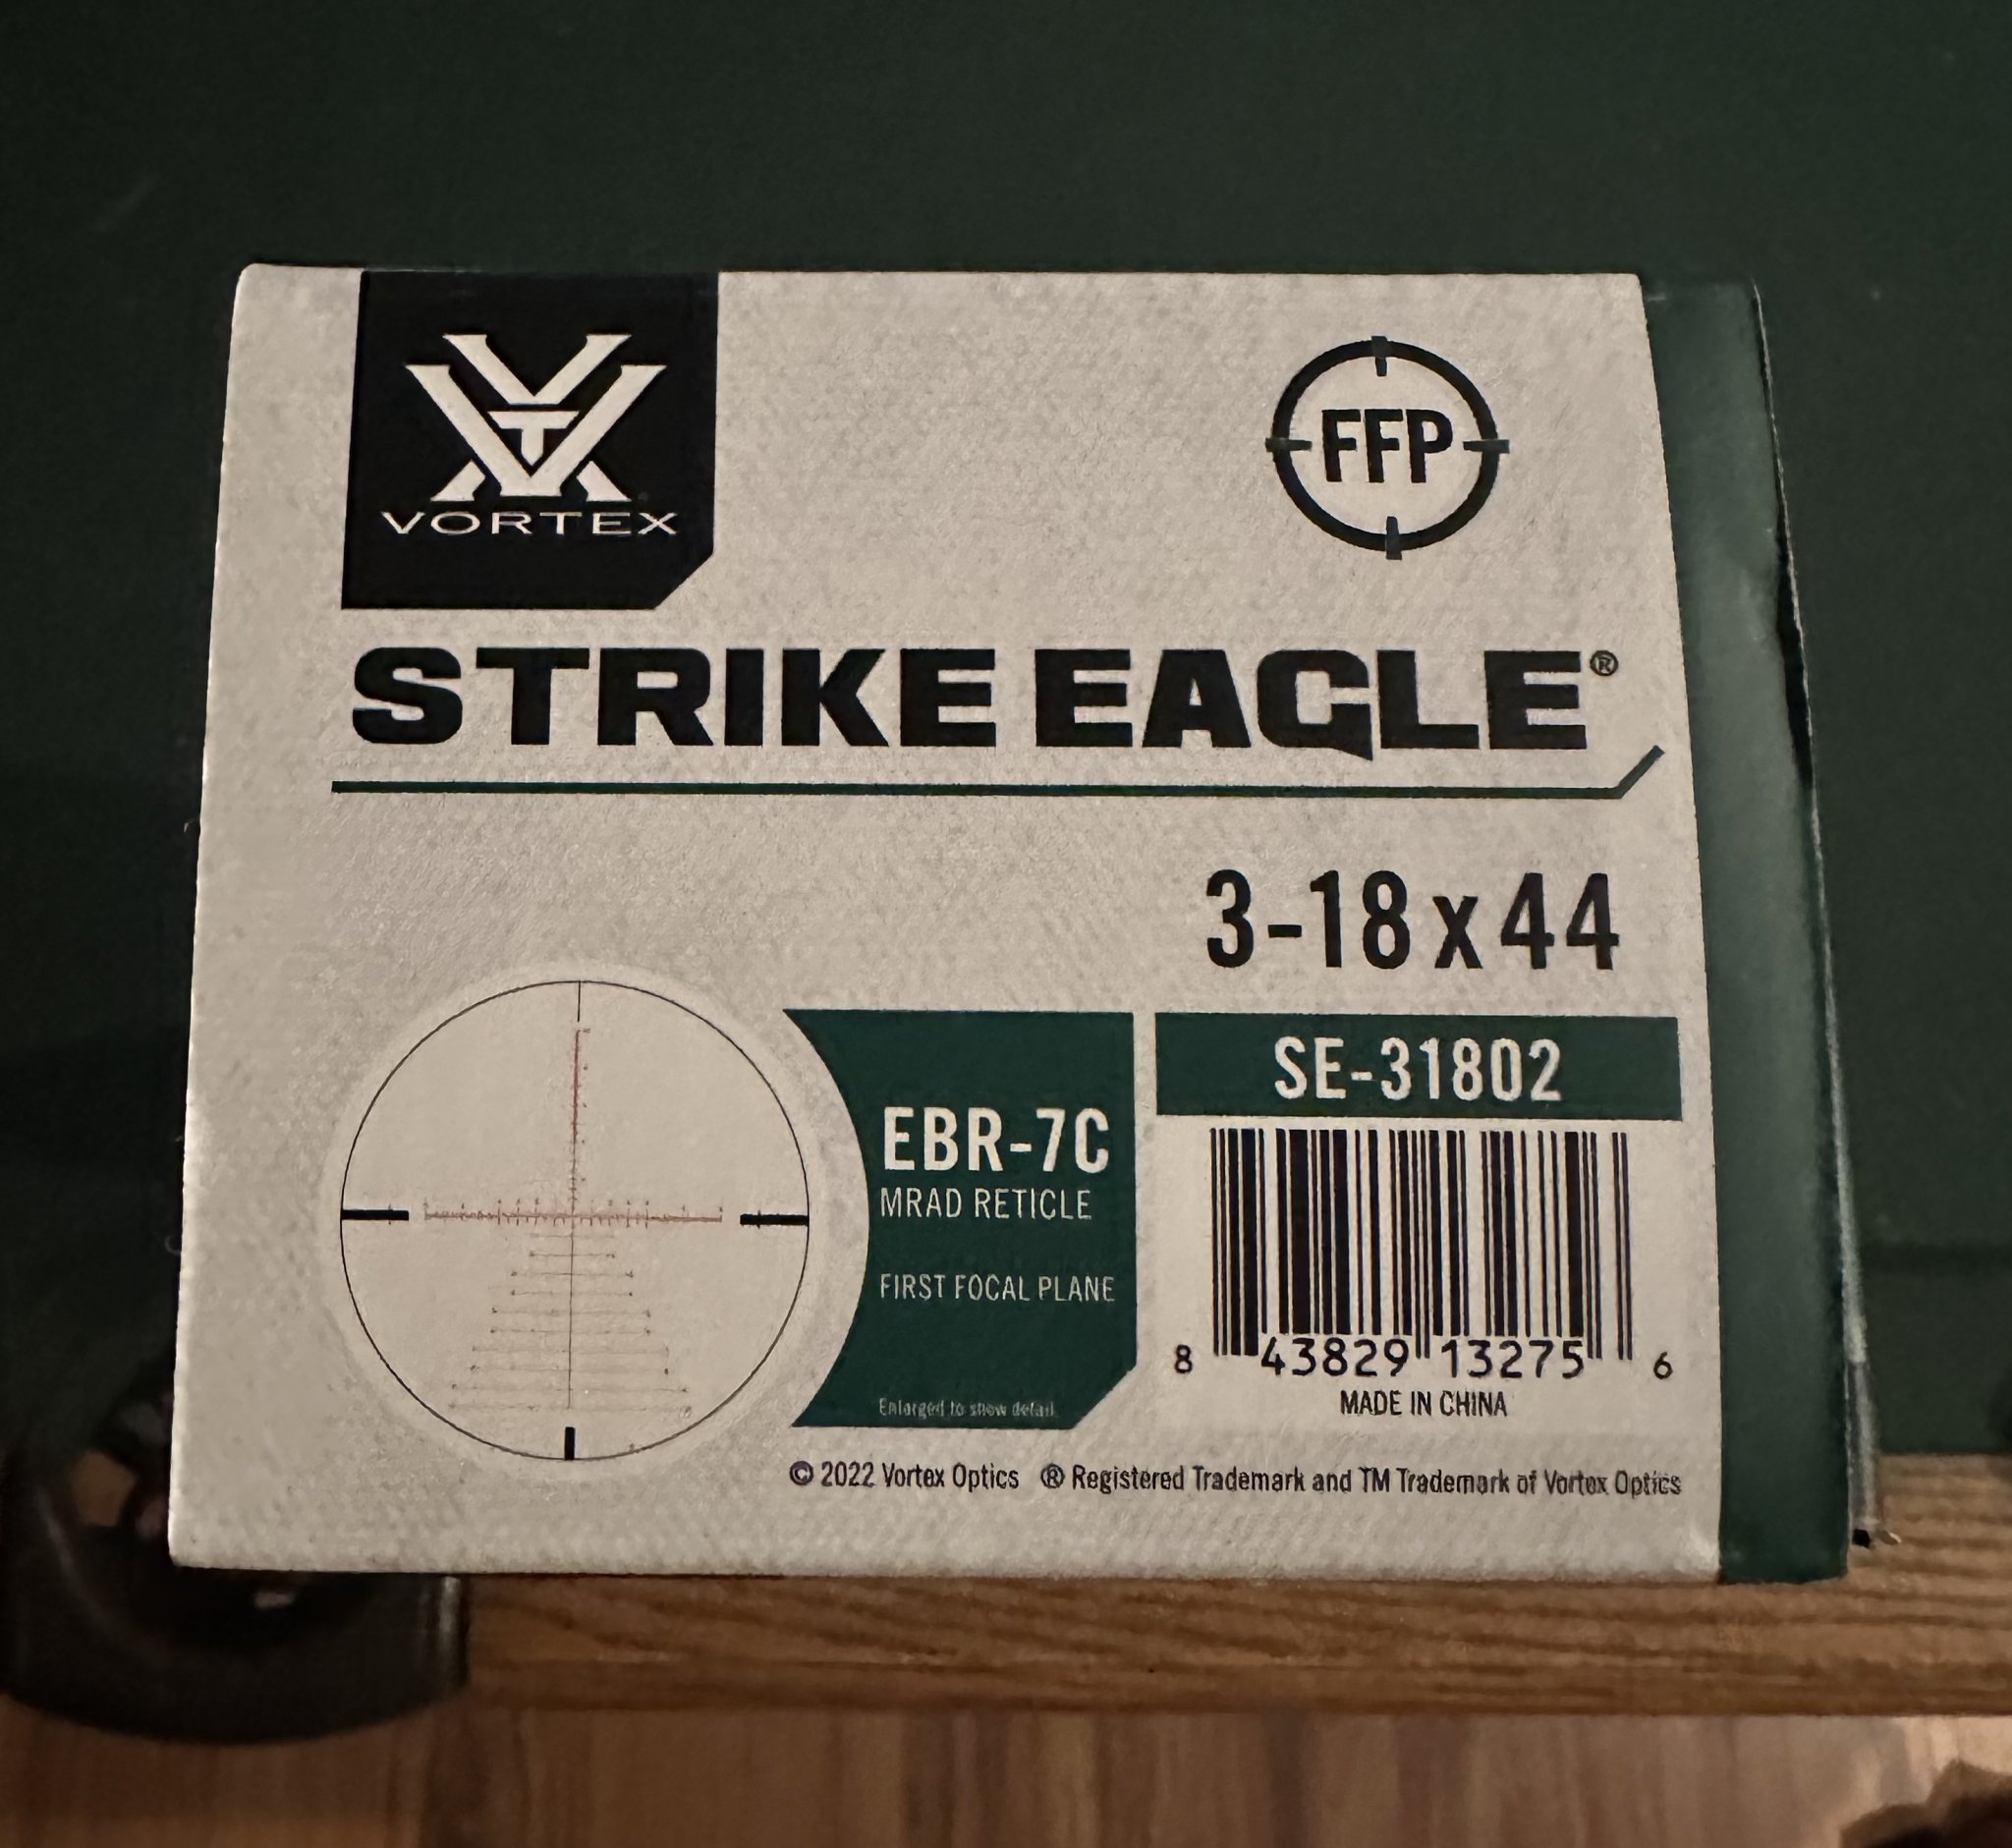 VORTEX
FFP
STRIKE EAGLE®
3-18x44
EBR-7C
MRAD RETICLE
FIRST FOCAL PLANE
Enlarged to show detail
SE-31802
8 43829 13275 6
MADE IN CHINA
© 2022 Vortex Optics ® Registered Trademark and TM Trademark of Vortex Optics